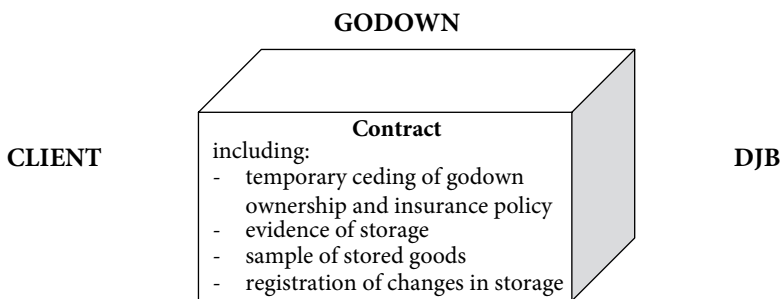 GODOWN
Contract
CLIENT
including:
DJB
- temporary ceding of godown
ownership and insurance policy
- evidence of storage
- sample of stored goods
- registration of changes in storage